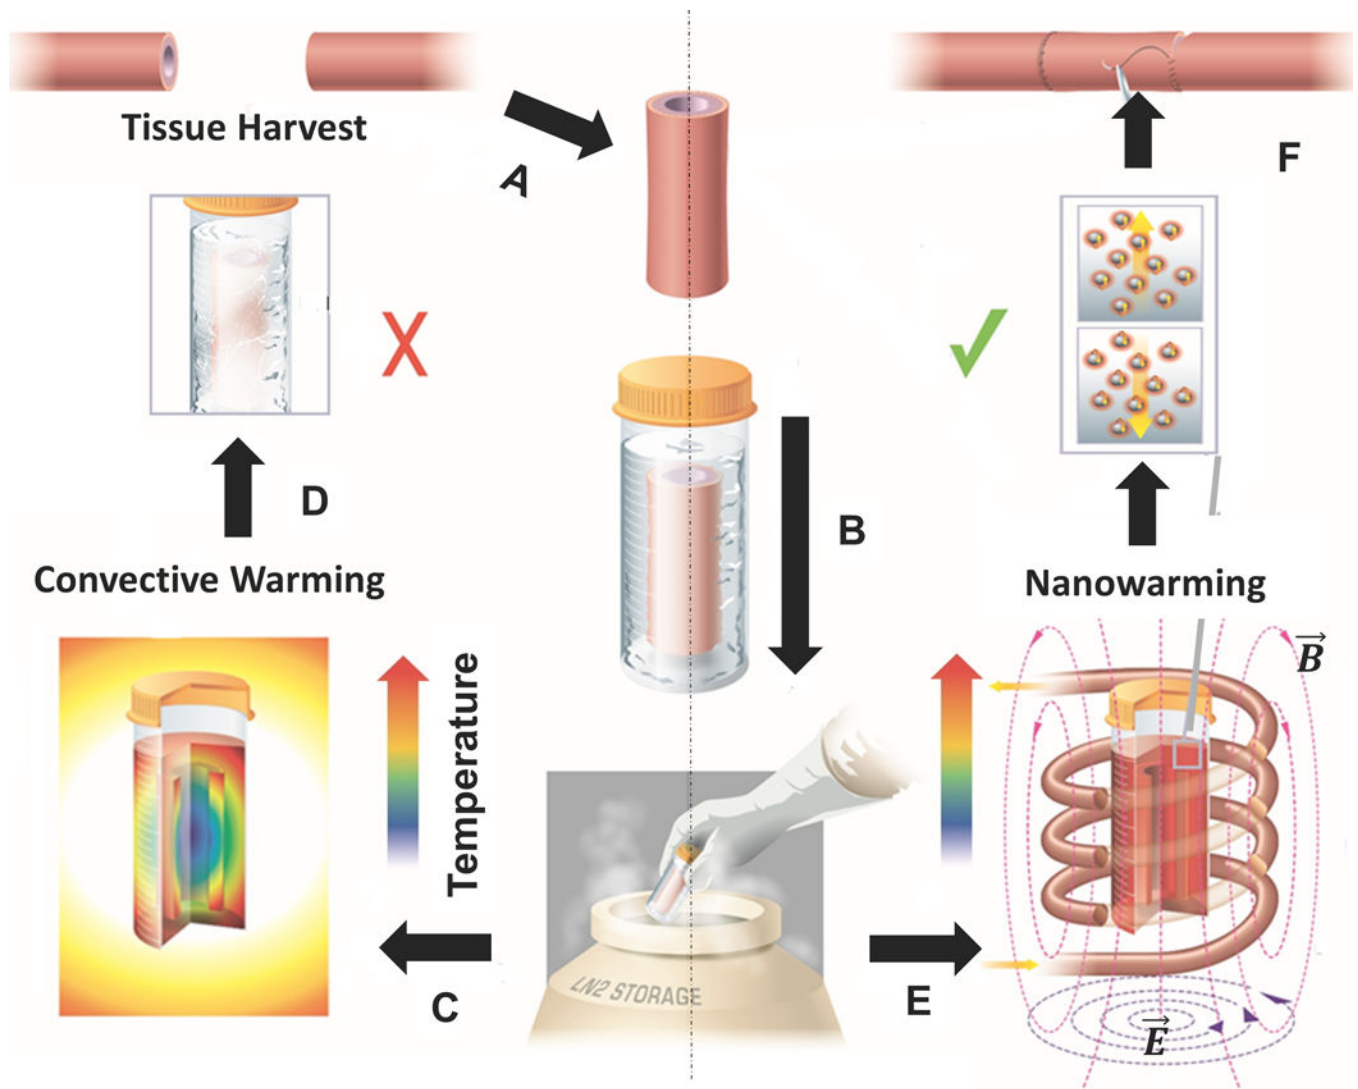 Tissue Harvest
A
F
X
B
D
Convective Warming
Nanowarming
Temperature
B
C
LN2 STORAGE
E
E